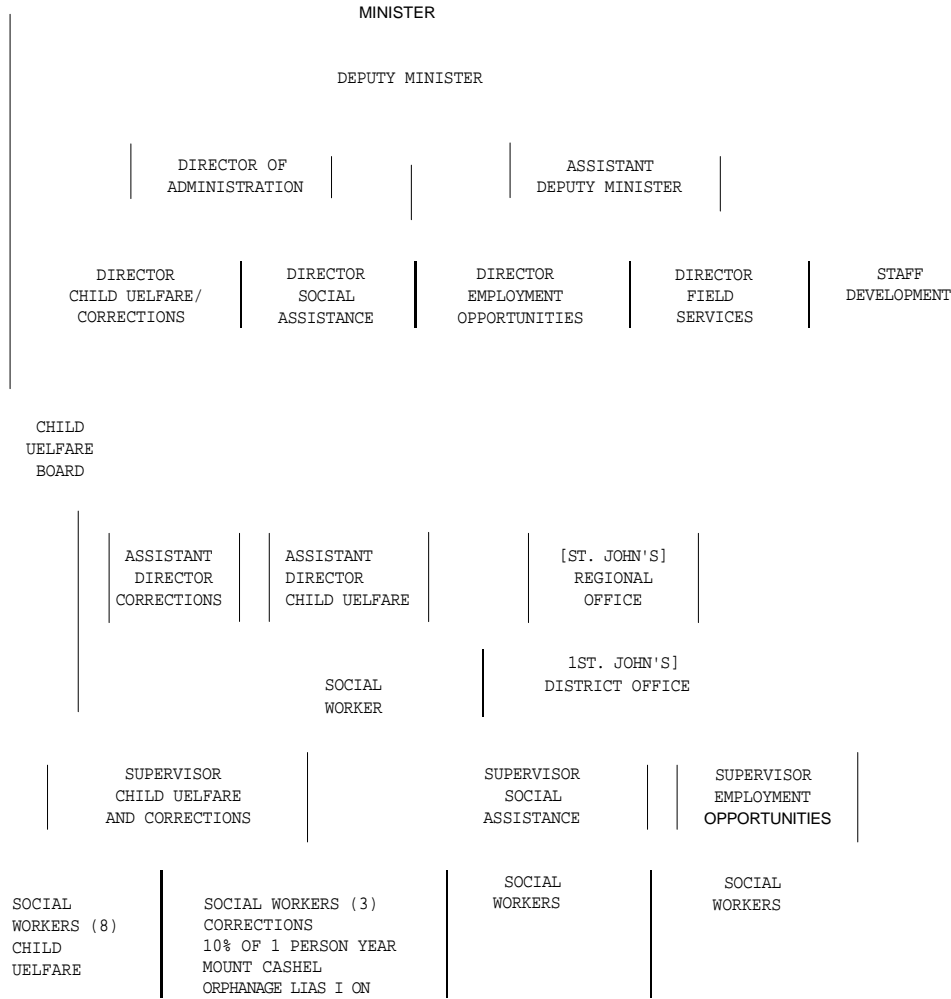 MINISTER
DEPUTY MINISTER
DIRECTOR OF
ADMINISTRATION
ASSISTANT
DEPUTY MINISTER
DIRECTOR
CHILD UELFARE/
CORRECTIONS
DIRECTOR
SOCIAL
ASSISTANCE
DIRECTOR
EMPLOYMENT
OPPORTUNITIES
DIRECTOR
FIELD
SERVICES
STAFF
DEVELOPMENT
CHILD
UELFARE
BOARD
ASSISTANT
DIRECTOR
CORRECTIONS
ASSISTANT
DIRECTOR
CHILD UELFARE
[ST. JOHN'S]
REGIONAL
OFFICE
1ST. JOHN'S]
DISTRICT OFFICE
SOCIAL
WORKER
SUPERVISOR
CHILD UELFARE
AND CORRECTIONS
SUPERVISOR
SOCIAL
ASSISTANCE
SUPERVISOR
EMPLOYMENT
OPPORTUNITIES
SOCIAL
WORKERS (8)
CHILD
UELFARE
SOCIAL WORKERS (3)
CORRECTIONS
10% OF 1 PERSON YEAR
MOUNT CASHEL
ORPHANAGE LIAS I ON
SOCIAL
WORKERS
SOCIAL
WORKERS